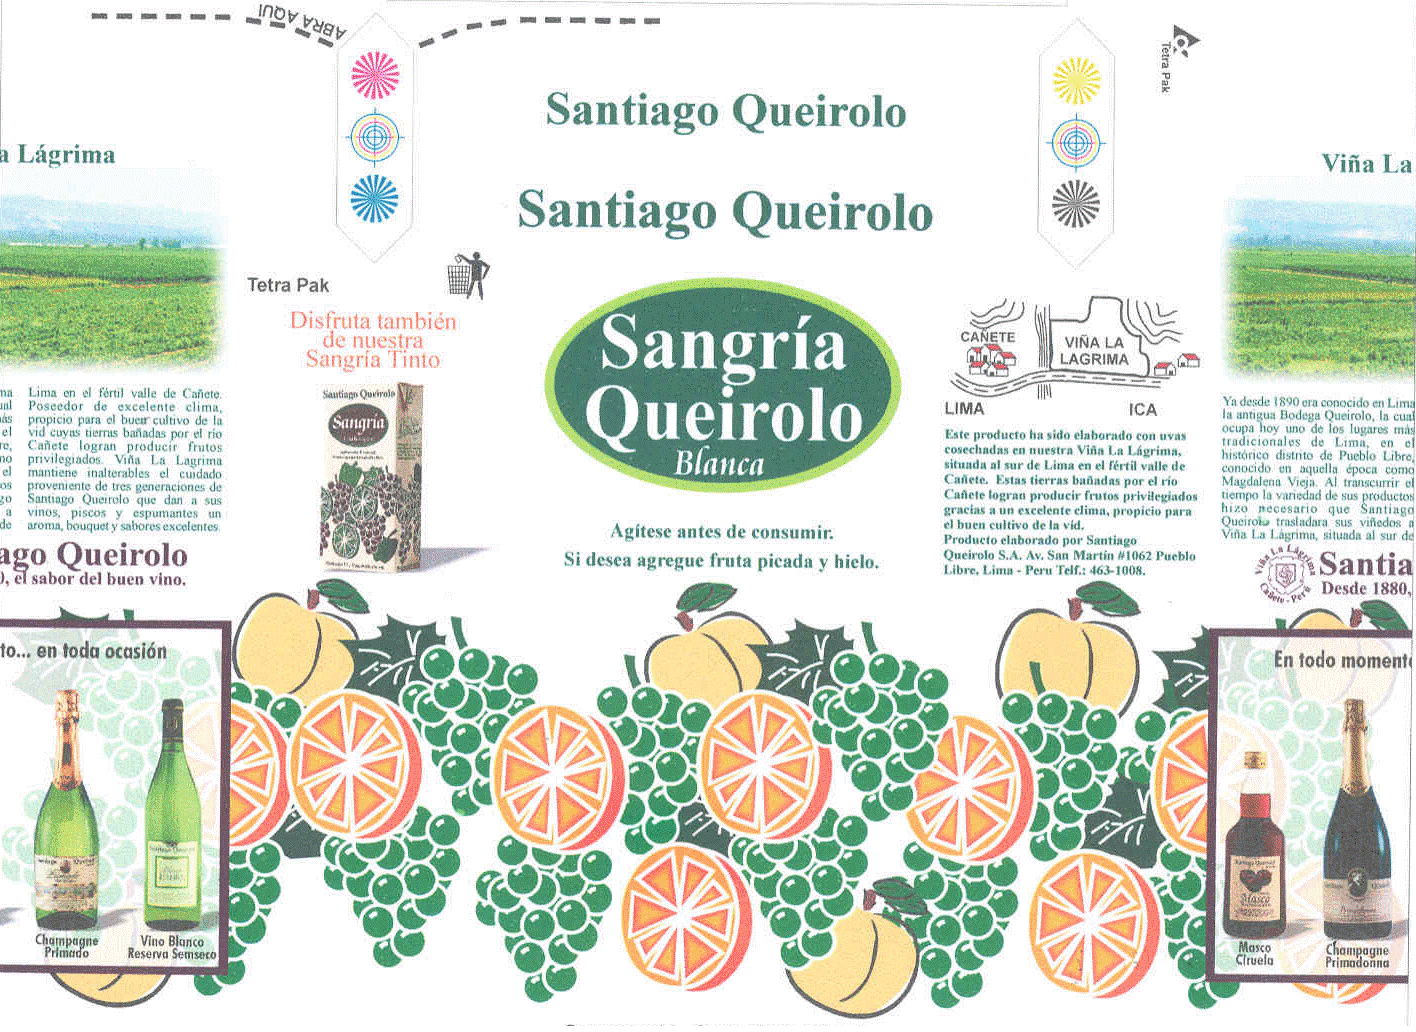 ABRA AQUI
Tetra Pak
Santiago Queirolo
Santiago Queirolo
a Lágrima
Lima en el fértil valle de Cañete.
Poseedor de excelente clima,
propicio para el buen cultivo de la
vid cuyas tierras bañadas por el río
Cañete logran producir frutos
privilegiados. Viña La Lagrima
mantiene inalterables el cuidado
proveniente de tres generaciones de
Santiago Queirolo que dan a sus
vinos, piscos y espumantes un
aroma, bouquet y sabores excelentes.
ago Queirolo
, el sabor del buen vino.
to... en toda ocasión
Champagne
Primado
Vino Blanco
Reserva Semseco
Tetra Pak
Disfruta también
de nuestra
Sangría Tinto
Santiago Queirolo
Sangría
Sangría
Queirolo
Blanca
Agítese antes de consumir.
Si desea agregue fruta picada y hielo.
CAÑETE
VIÑA LA
LAGRIMA
LIMA
ICA
Este producto ha sido elaborado con uvas
cosechadas en nuestra Viña La Lágrima,
situada al sur de Lima en el fértil valle de
Cañete. Estas tierras bañadas por el río
Cañete logran producir frutos privilegiados
gracias a un excelente clima, propicio para
el buen cultivo de la vid.
Producto elaborado por Santiago
Queirolo S.A. Av. San Martín #1062 Pueblo
Libre, Lima - Peru Telf.: 463-1008.
Viña La
Ya desde 1890 era conocido en Lima
la antigua Bodega Queirolo, la cual
ocupa hoy uno de los lugares más
tradicionales de Lima, en el
histórico distrito de Pueblo Libre,
conocido en aquella época como
Magdalena Vieja. Al transcurrir el
tiempo la variedad de sus productos
hizo necesario que Santiago
Queirolo trasladara sus viñedos a
Viña La Lágrima, situada al sur de
Viña La Lágrima
Cañete - Perú
Santia
Desde 1880,
En todo moment
Masco
Ciruela
Champagne
Primadonna